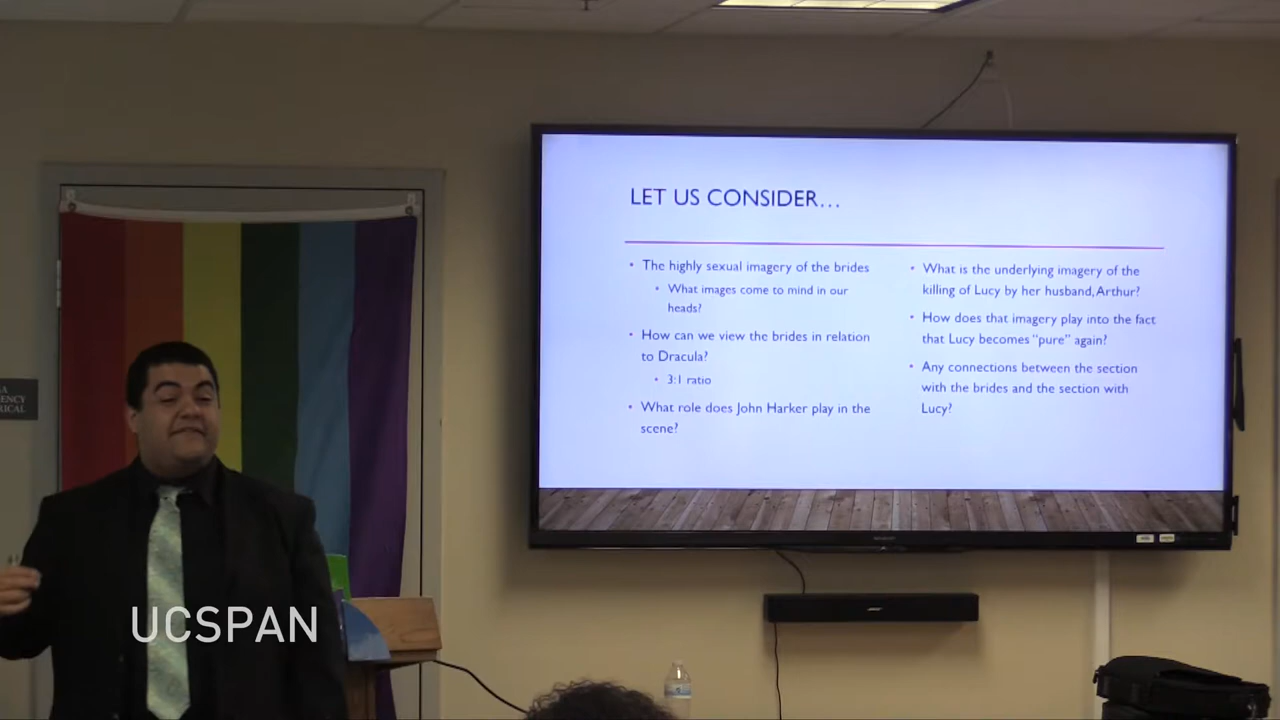 LET US CONSIDER...
• The highly sexual imagery of the brides
• What images come to mind in our
heads?
• How can we view the brides in relation
to Dracula?
• 3:1 ratio
• What role does John Harker play in the
scene?
• What is the underlying imagery of the
killing of Lucy by her husband, Arthur?
• How does that imagery play into the fact
that Lucy becomes "pure" again?
• Any connections between the section
with the brides and the section with
Lucy?
UCSPAN